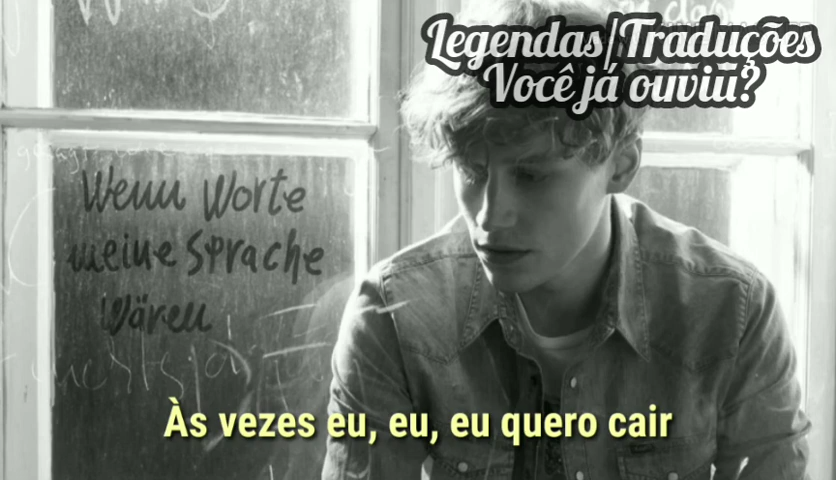 Legendas/Traduções
Você já ouviu?
Wenn Worte
meine Sprache
wären
Às vezes eu, eu, eu quero cair